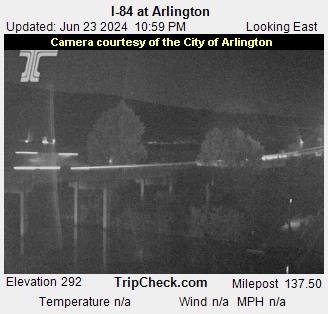 I-84 at Arlington
Updated: Jun 23 2024 10:59 PM Looking East
Camera courtesy of the City of Arlington
Elevation 292 TripCheck.com Milepost 137.50
Temperature n/a Wind n/a MPH n/a